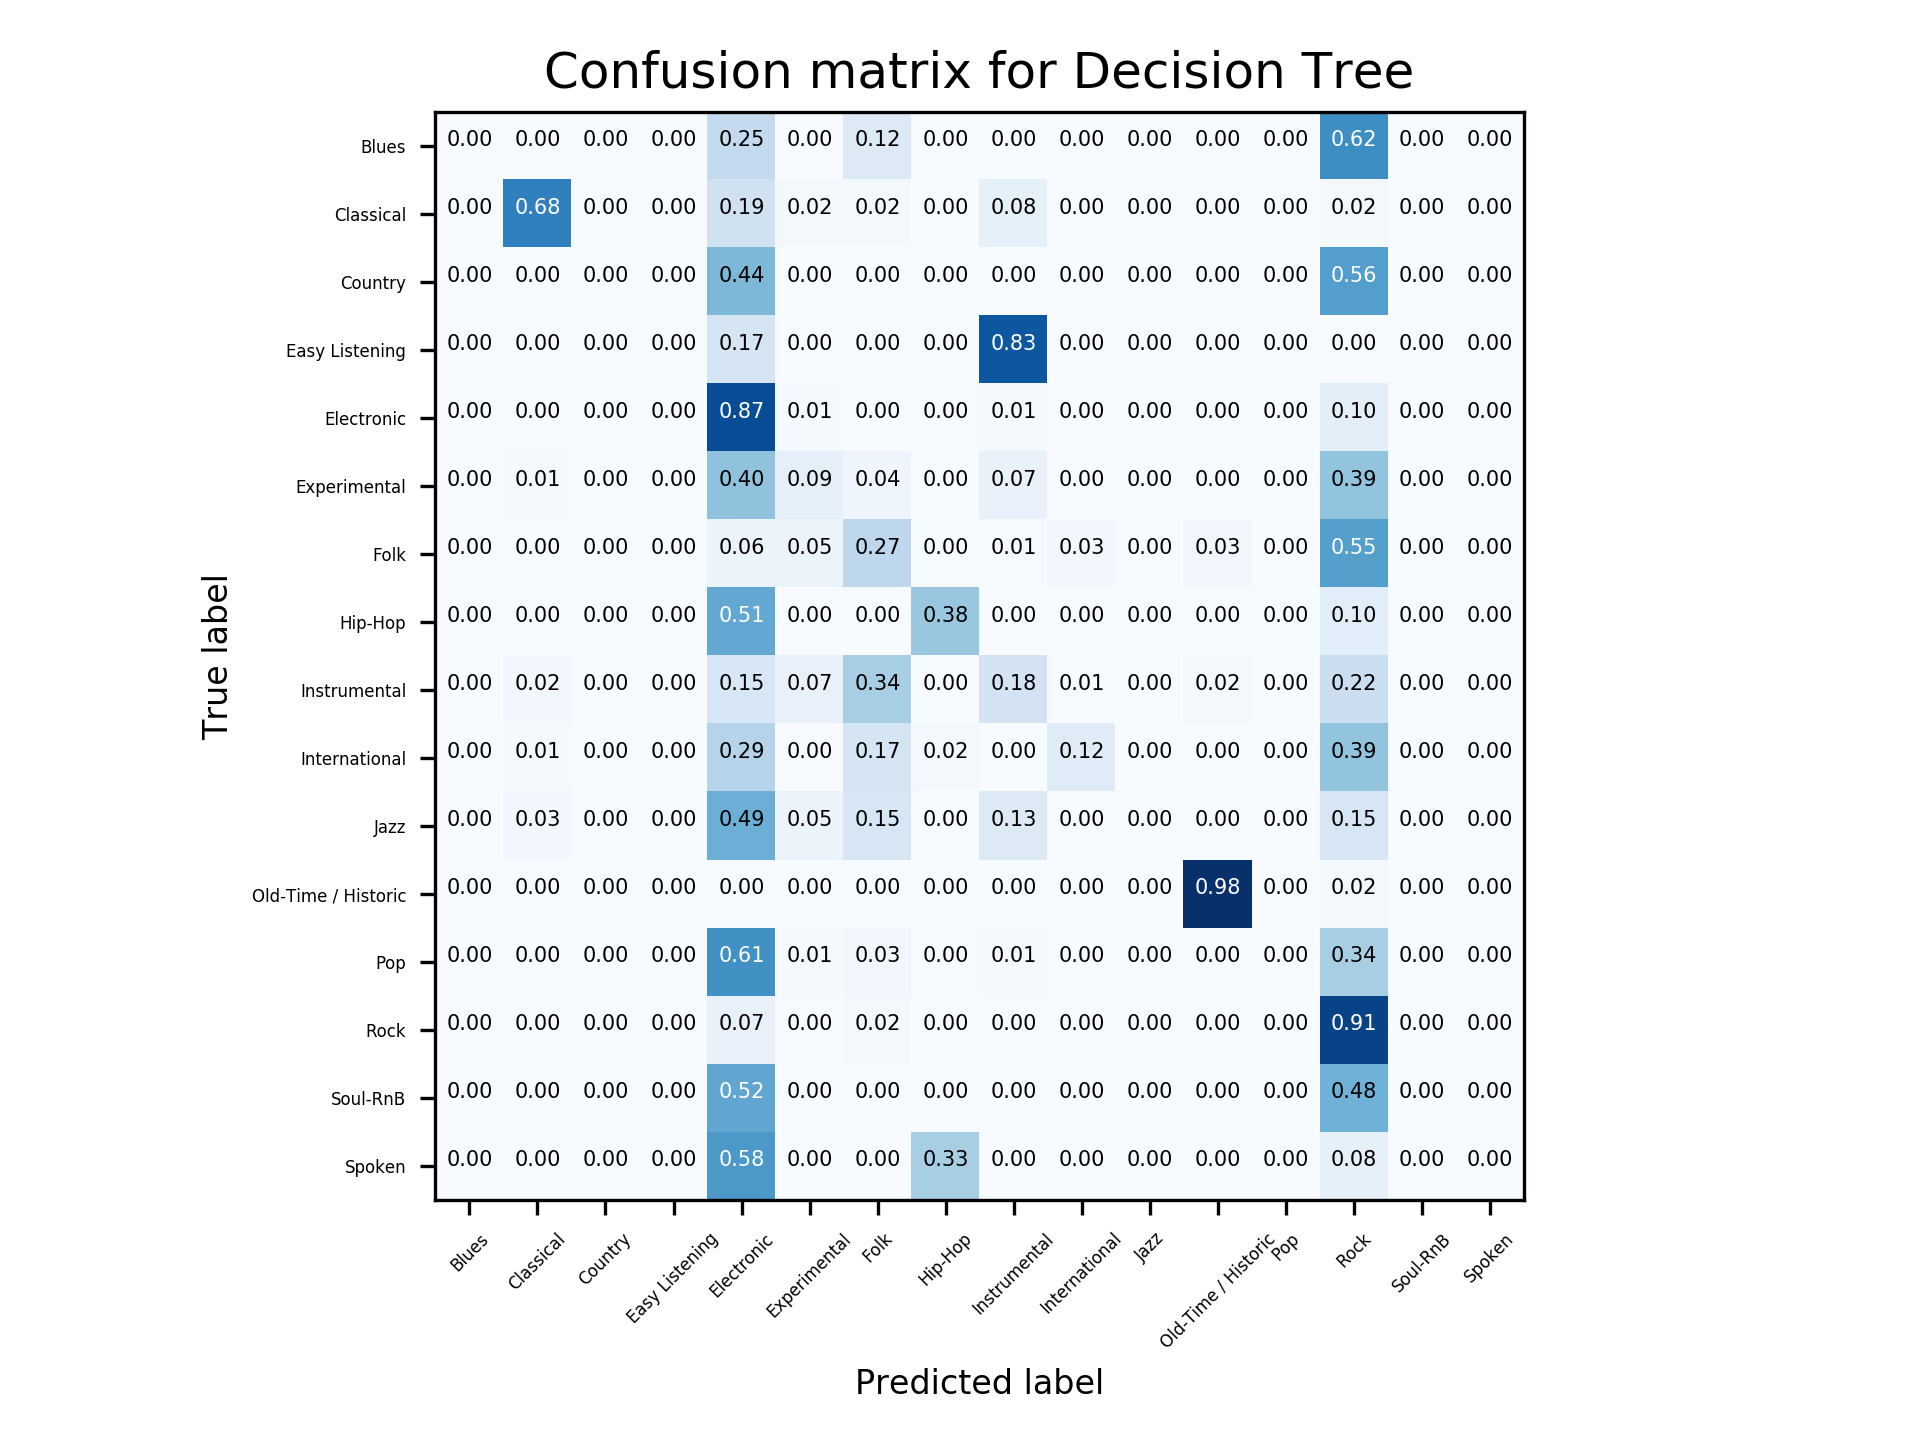 Confusion matrix for Decision Tree
Blues 0.00 0.00 0.00 0.00 0.25 0.00 0.12 0.00 0.00 0.00 0.00 0.00 0.00 0.62 0.00 0.00
Classical 0.00 0.68 0.00 0.00 0.19 0.02 0.02 0.00 0.08 0.00 0.00 0.00 0.00 0.02 0.00 0.00
Country 0.00 0.00 0.00 0.00 0.44 0.00 0.00 0.00 0.00 0.00 0.00 0.00 0.00 0.56 0.00 0.00
Easy Listening 0.00 0.00 0.00 0.00 0.17 0.00 0.00 0.00 0.83 0.00 0.00 0.00 0.00 0.00 0.00 0.00
Electronic 0.00 0.00 0.00 0.00 0.87 0.01 0.00 0.00 0.01 0.00 0.00 0.00 0.00 0.10 0.00 0.00
Experimental 0.00 0.01 0.00 0.00 0.40 0.09 0.04 0.00 0.07 0.00 0.00 0.00 0.00 0.39 0.00 0.00
Folk 0.00 0.00 0.00 0.00 0.06 0.05 0.27 0.00 0.01 0.03 0.00 0.03 0.00 0.55 0.00 0.00
Hip-Hop 0.00 0.00 0.00 0.00 0.51 0.00 0.00 0.38 0.00 0.00 0.00 0.00 0.00 0.10 0.00 0.00
Instrumental 0.00 0.02 0.00 0.00 0.15 0.07 0.34 0.00 0.18 0.01 0.00 0.02 0.00 0.22 0.00 0.00
International 0.00 0.01 0.00 0.00 0.29 0.00 0.17 0.02 0.00 0.12 0.00 0.00 0.00 0.39 0.00 0.00
Jazz 0.00 0.03 0.00 0.00 0.49 0.05 0.15 0.00 0.13 0.00 0.00 0.00 0.00 0.15 0.00 0.00
Old-Time / Historic 0.00 0.00 0.00 0.00 0.00 0.00 0.00 0.00 0.00 0.00 0.00 0.98 0.00 0.02 0.00 0.00
Pop 0.00 0.00 0.00 0.00 0.61 0.01 0.03 0.00 0.01 0.00 0.00 0.00 0.00 0.34 0.00 0.00
Rock 0.00 0.00 0.00 0.00 0.07 0.00 0.02 0.00 0.00 0.00 0.00 0.00 0.00 0.91 0.00 0.00
Soul-RnB 0.00 0.00 0.00 0.00 0.52 0.00 0.00 0.00 0.00 0.00 0.00 0.00 0.00 0.48 0.00 0.00
Spoken 0.00 0.00 0.00 0.00 0.58 0.00 0.00 0.33 0.00 0.00 0.00 0.00 0.00 0.08 0.00 0.00
True label
Blues Classical Country Easy Listening Electronic Experimental Folk Hip-Hop Instrumental International Jazz Old-Time / Historic Pop Rock Soul-RnB Spoken
Predicted label